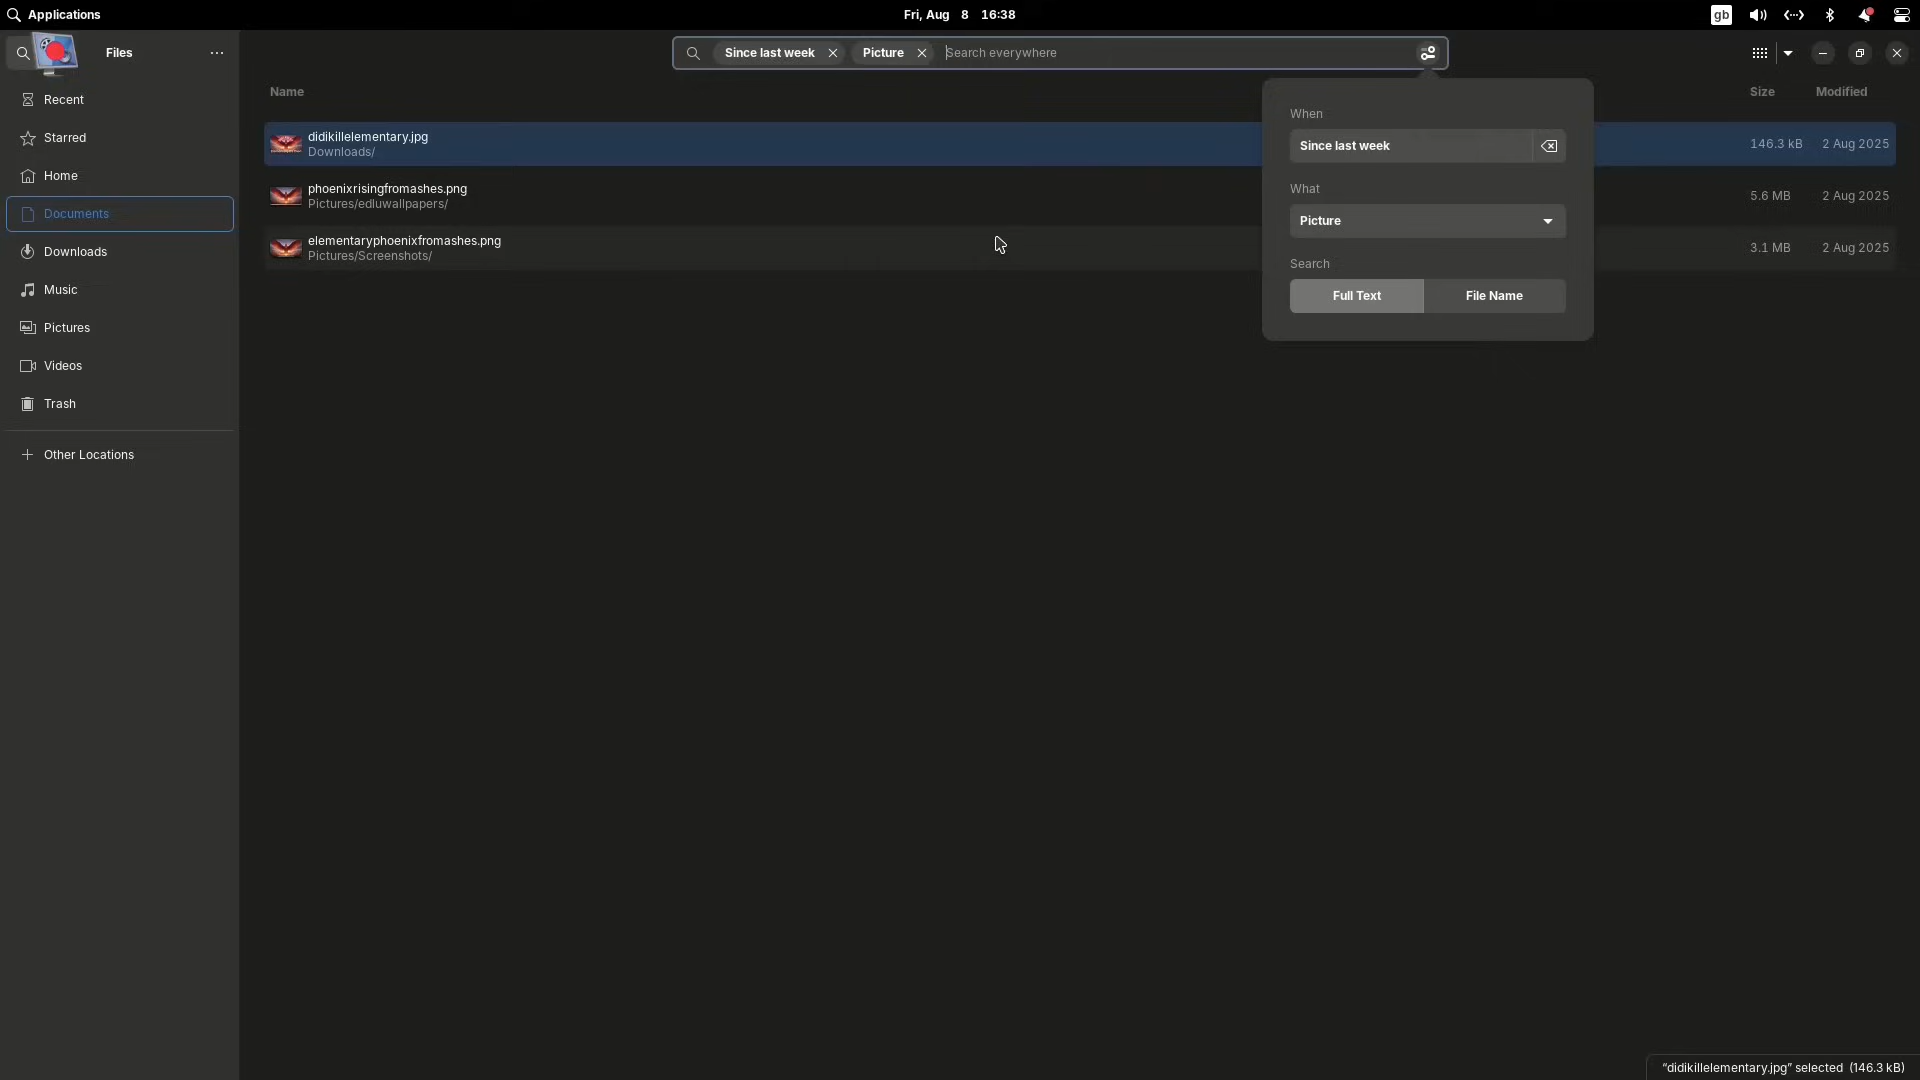 Applications
Fri, Aug 8 16:38
gb
Files
Since last week
Picture
Search everywhere
Recent
Starred
Home
Documents
Downloads
Music
Pictures
Videos
Trash
Other Locations
Name
Size
Modified
didikillelementary.jpg
Downloads/
146.3 kB
2 Aug 2025
phoenixrisingfromashes.png
Pictures/edluwallpapers/
5.6 MB
2 Aug 2025
elementaryphoenixfromashes.png
Pictures/Screenshots/
3.1 MB
2 Aug 2025
When
Since last week
What
Picture
Search
Full Text
File Name
“didikillelementary.jpg” selected (146.3 kB)